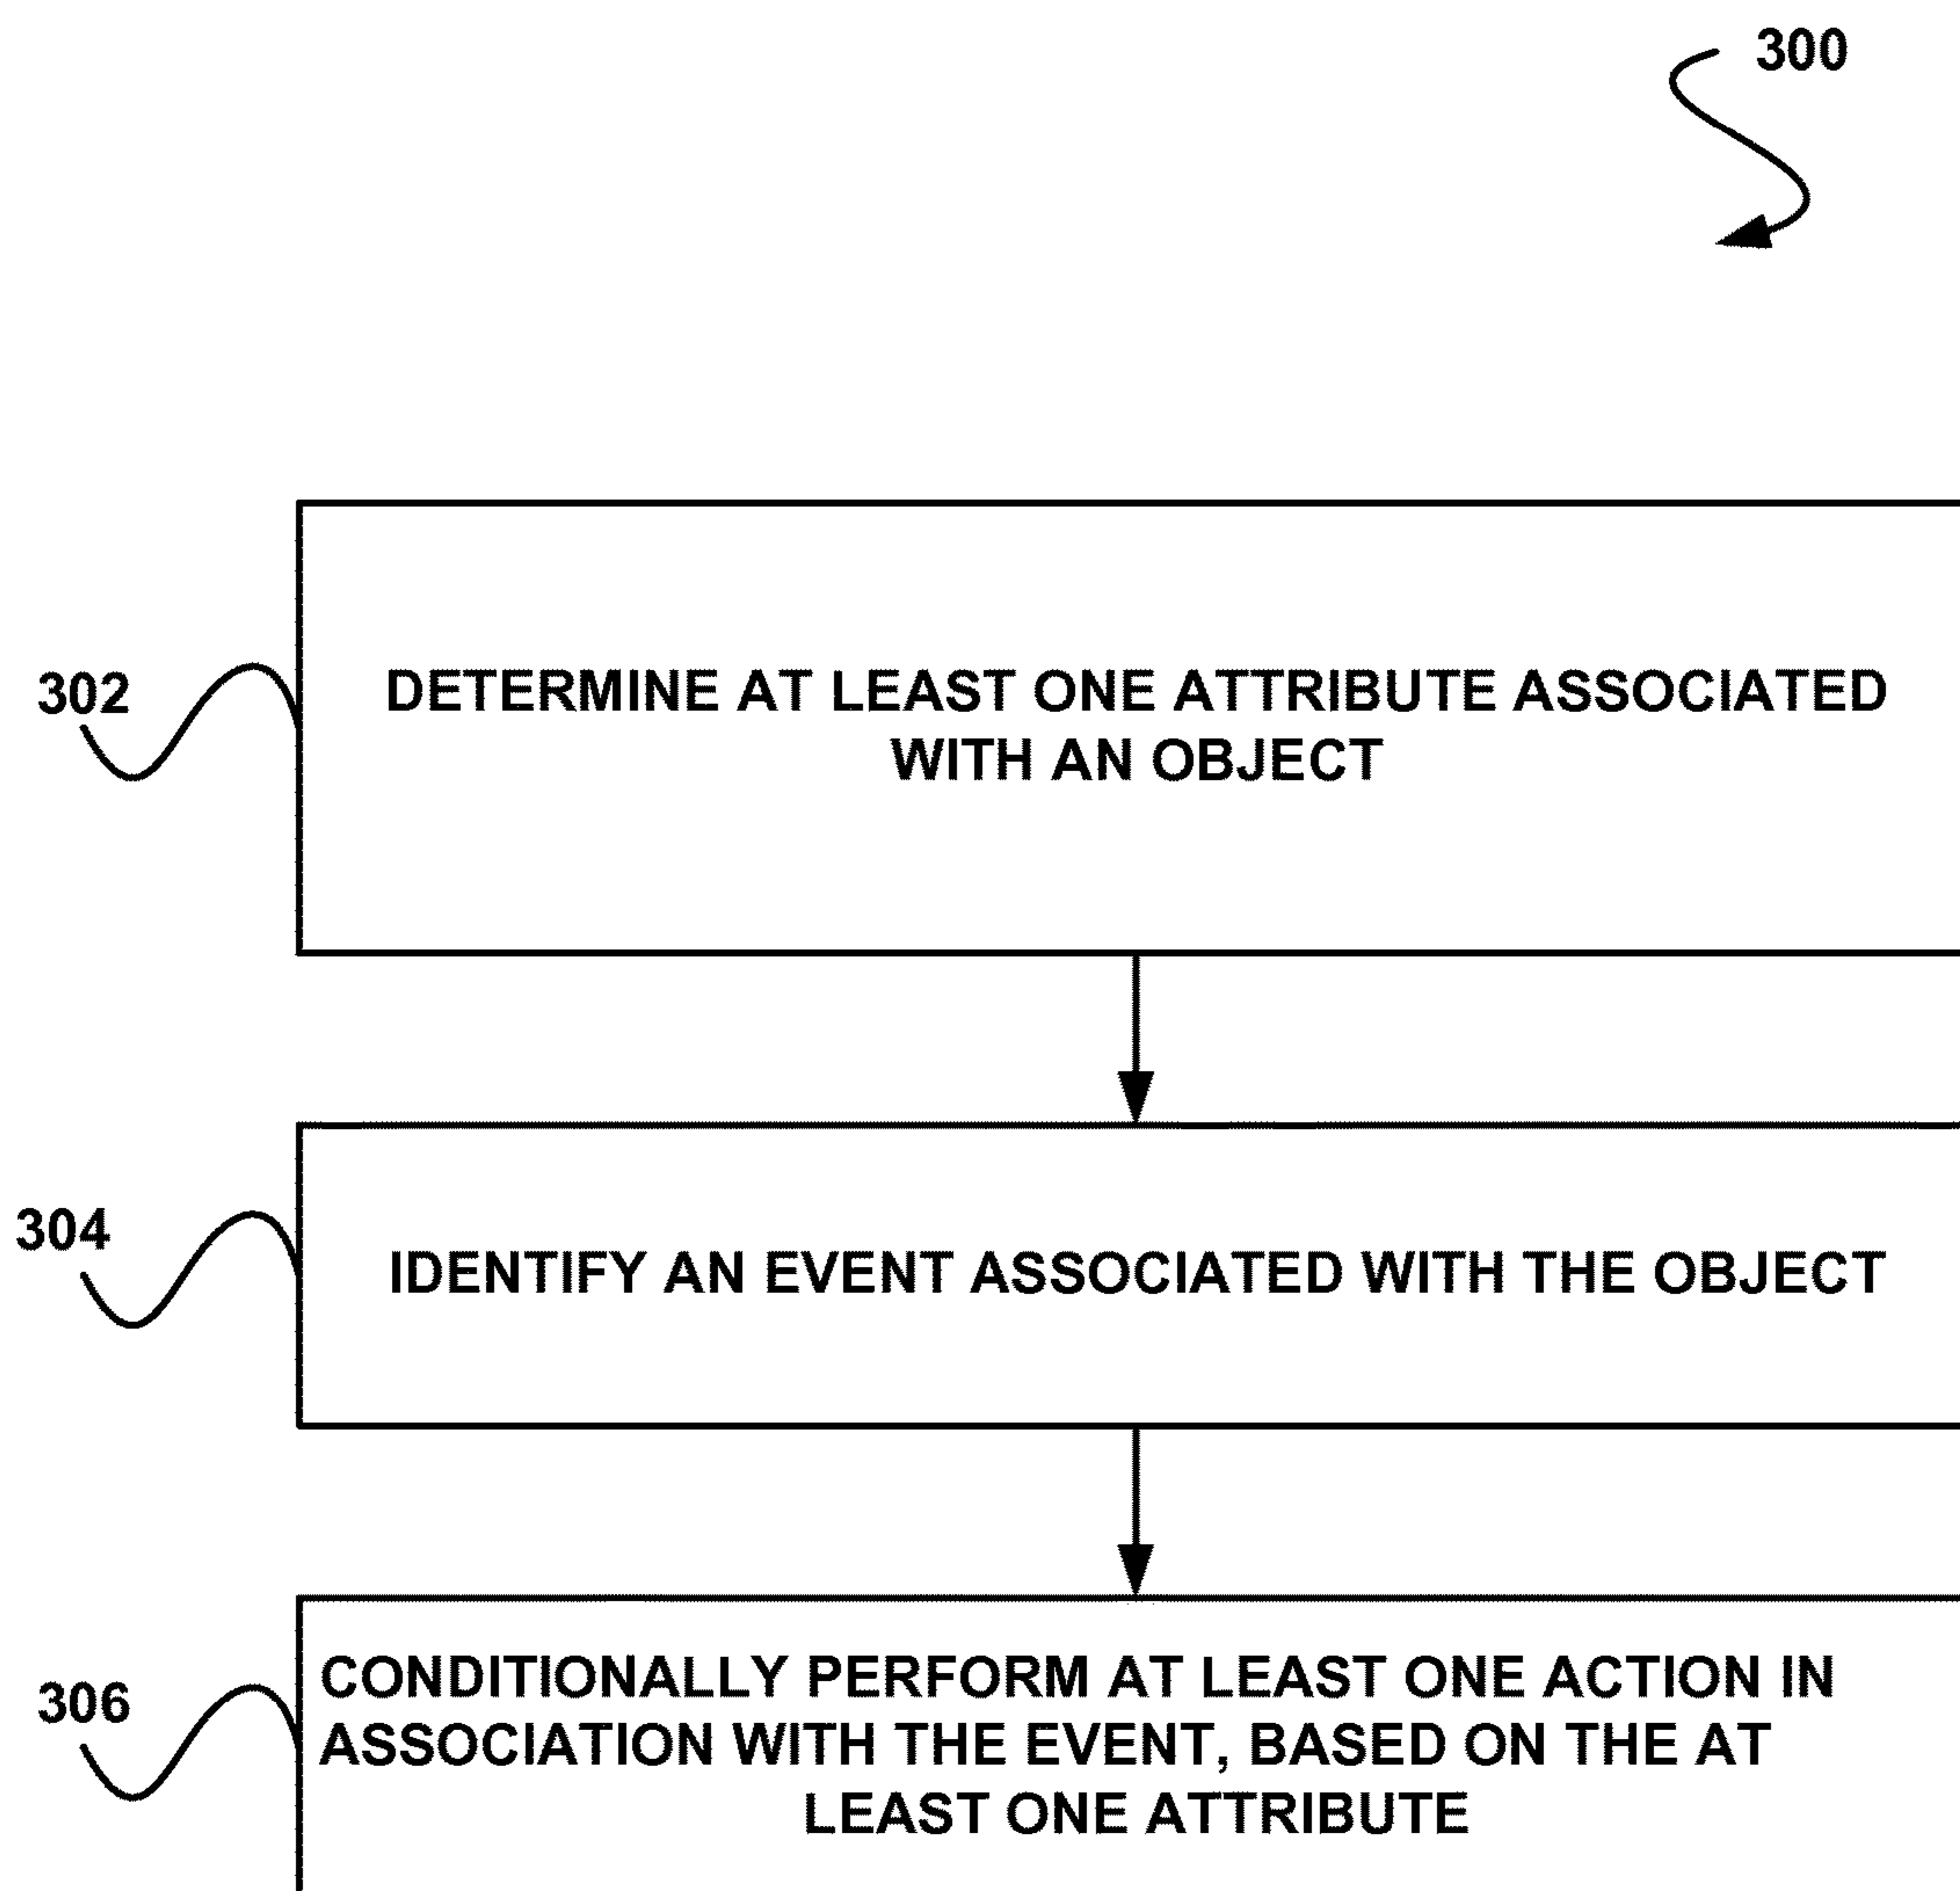 300
302
DETERMINE AT LEAST ONE ATTRIBUTE ASSOCIATED
WITH AN OBJECT
304
IDENTIFY AN EVENT ASSOCIATED WITH THE OBJECT
306
CONDITIONALLY PERFORM AT LEAST ONE ACTION IN
ASSOCIATION WITH THE EVENT, BASED ON THE AT
LEAST ONE ATTRIBUTE